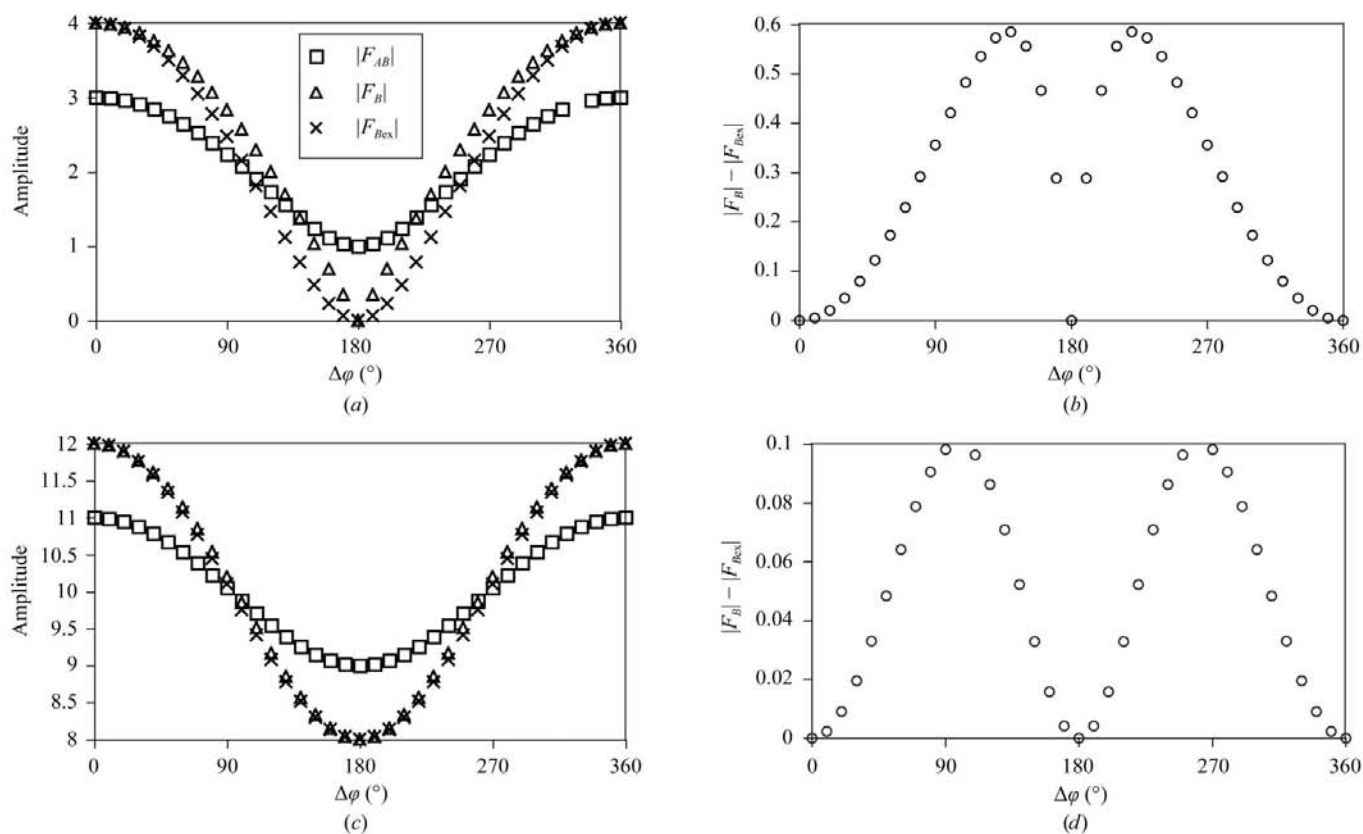 4
3
2
1
0
Amplitude
|F_AB|
|F_B|
|F_Bex|
0 90 180 270 360
Δφ (°)
(a)
0.6
0.5
0.4
0.3
0.2
0.1
0
|F_B| − |F_Bex|
0 90 180 270 360
Δφ (°)
(b)
12
11.5
11
10.5
10
9.5
9
8.5
8
Amplitude
0 90 180 270 360
Δφ (°)
(c)
0.1
0.08
0.06
0.04
0.02
0
|F_B| − |F_Bex|
0 90 180 270 360
Δφ (°)
(d)